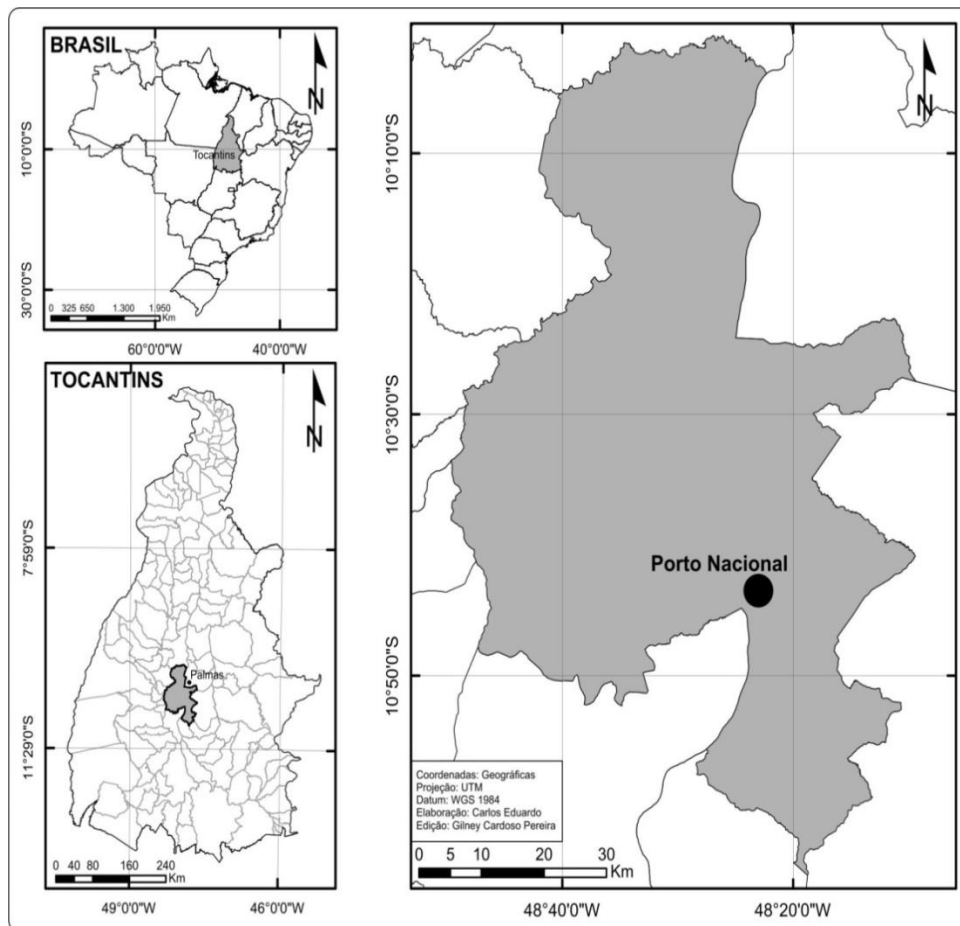 BRASIL
N
Tocantins
10°0'0"S
30°0'0"S
0 325 650 1.300 1.950
Km
60°0'0"W 40°0'0"W
TOCANTINS
N
7°59'0"S
Palmas
11°29'0"S
0 40 80 160 240
Km
49°0'0"W 46°0'0"W
N
10°10'0"S
10°30'0"S
Porto Nacional
10°50'0"S
Coordenadas: Geográficas
Projeção: UTM
Datum: WGS 1984
Elaboração: Carlos Eduardo
Edição: Gilney Cardoso Pereira
0 5 10 20 30
Km
48°40'0"W 48°20'0"W